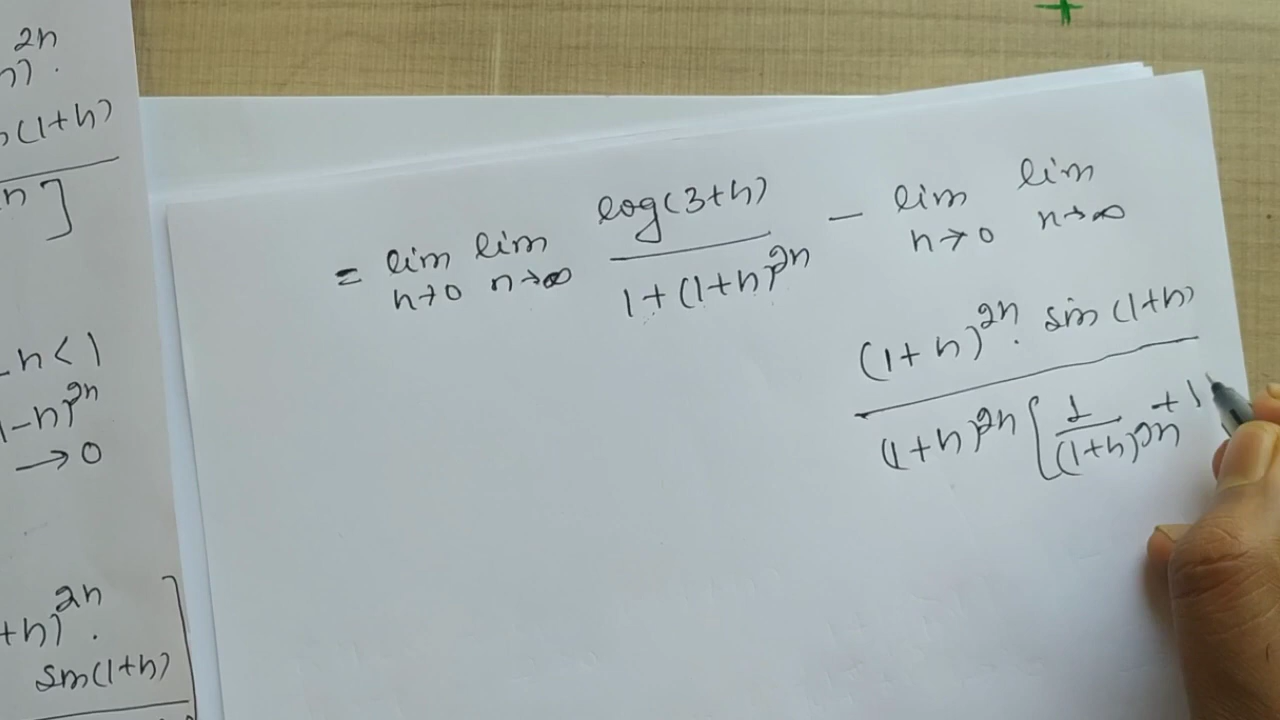 2n
n) .
n(1+h)
n ]
-h < 1
1-h)^2n
→ 0
+h)^2n .
sin(1+h)
= lim h→0 lim n→∞ log(3+h) / 1+(1+h)^2n - lim h→0 lim n→∞
(1+h)^2n . sin(1+h)
(1+h)^2n [ 1 / (1+h)^2n + 1